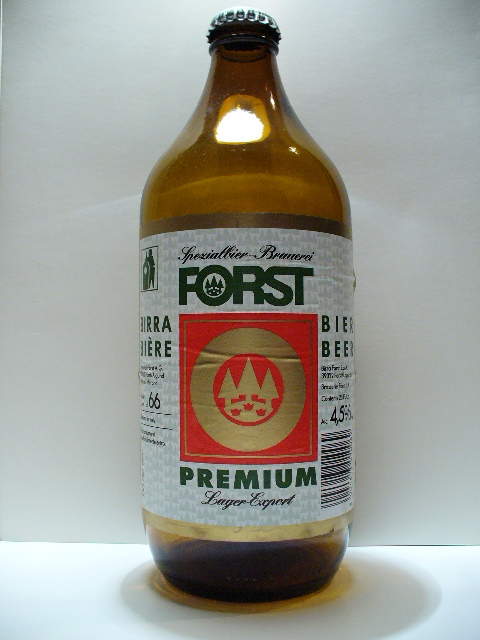 Spezialbier-Brauerei
FORST
BIRRA
BIÈRE
66
BIER
BEER
4,5%
PREMIUM
Lager-Export